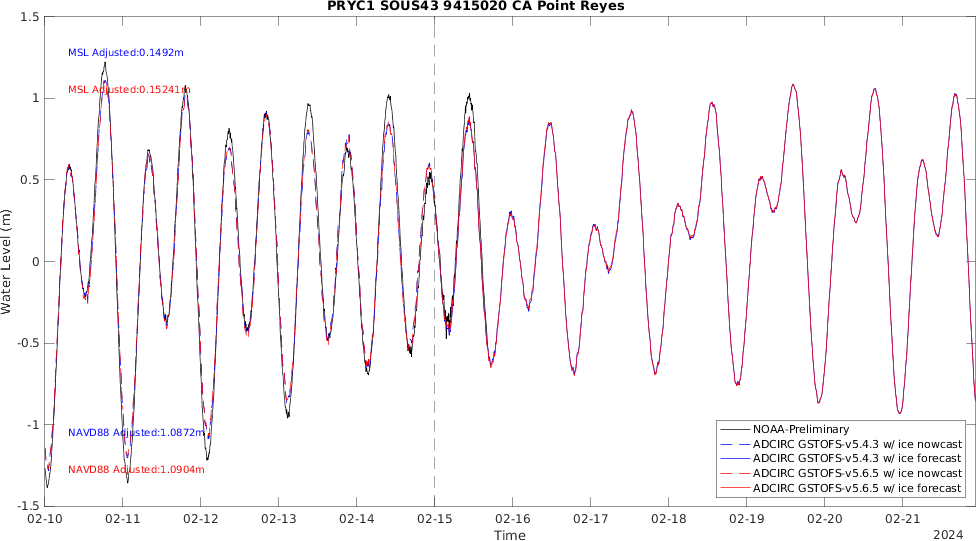 PRYC1 SOUS43 9415020 CA Point Reyes
1.5
MSL Adjusted:0.1492m
MSL Adjusted:0.15241m
1
0.5
0
-0.5
-1
-1.5
Water Level (m)
NAVD88 Adjusted:1.0872m
NAVD88 Adjusted:1.0904m
NOAA-Preliminary
ADCIRC GSTOFS-v5.4.3 w/ ice nowcast
ADCIRC GSTOFS-v5.4.3 w/ ice forecast
ADCIRC GSTOFS-v5.6.5 w/ ice nowcast
ADCIRC GSTOFS-v5.6.5 w/ ice forecast
02-10 02-11 02-12 02-13 02-14 02-15 02-16 02-17 02-18 02-19 02-20 02-21
Time
2024